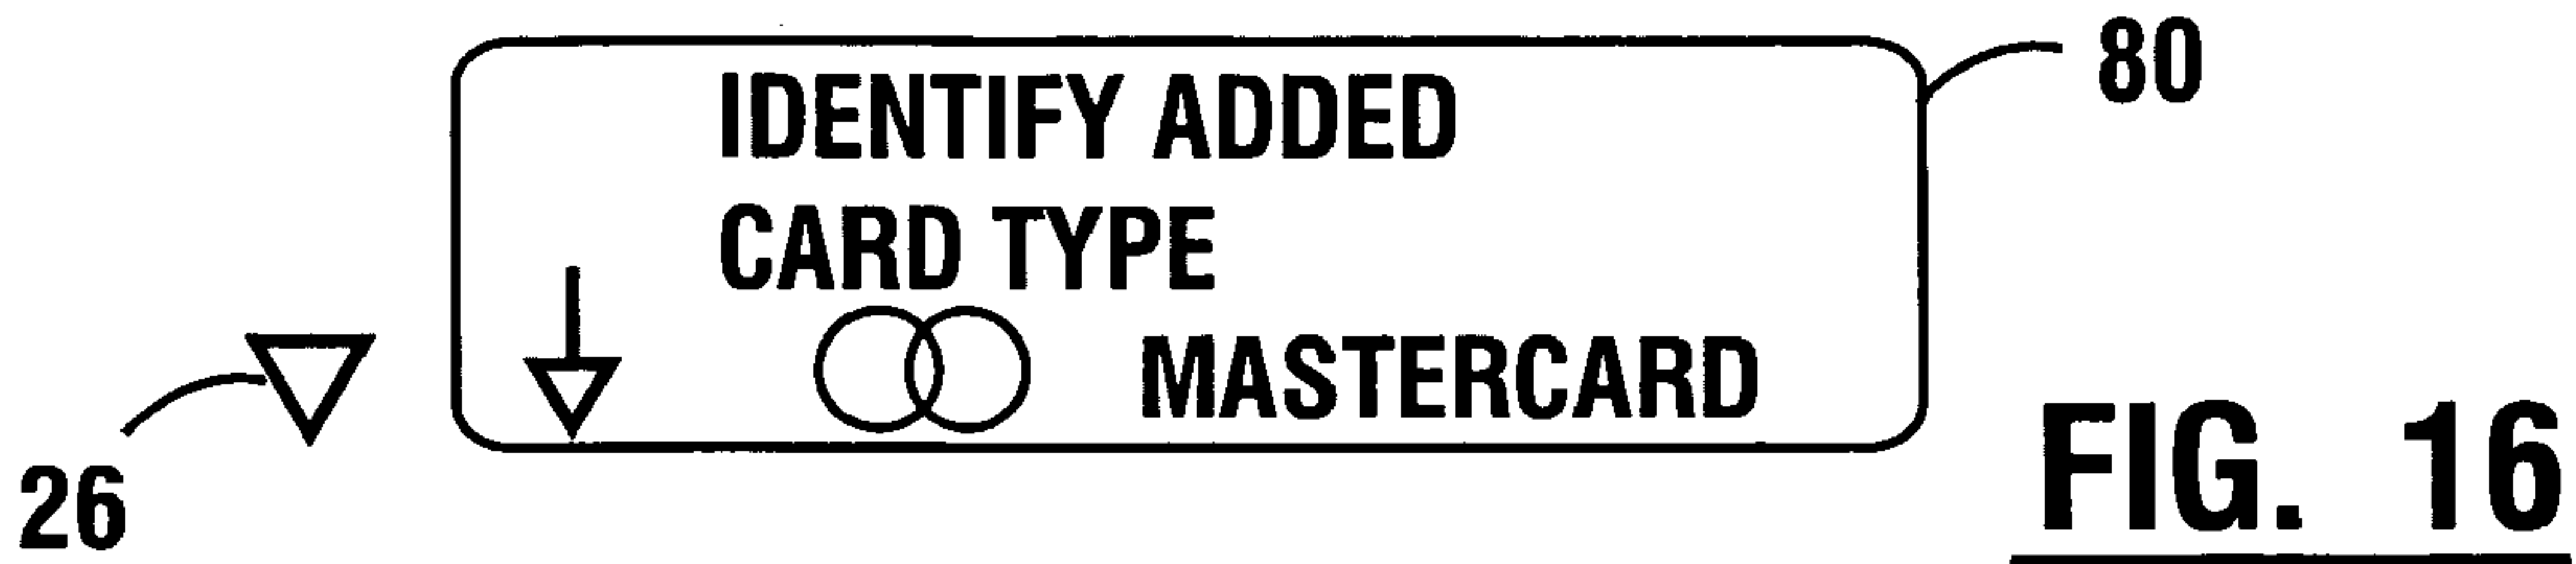 80
IDENTIFY ADDED
CARD TYPE
MASTERCARD
26
FIG. 16